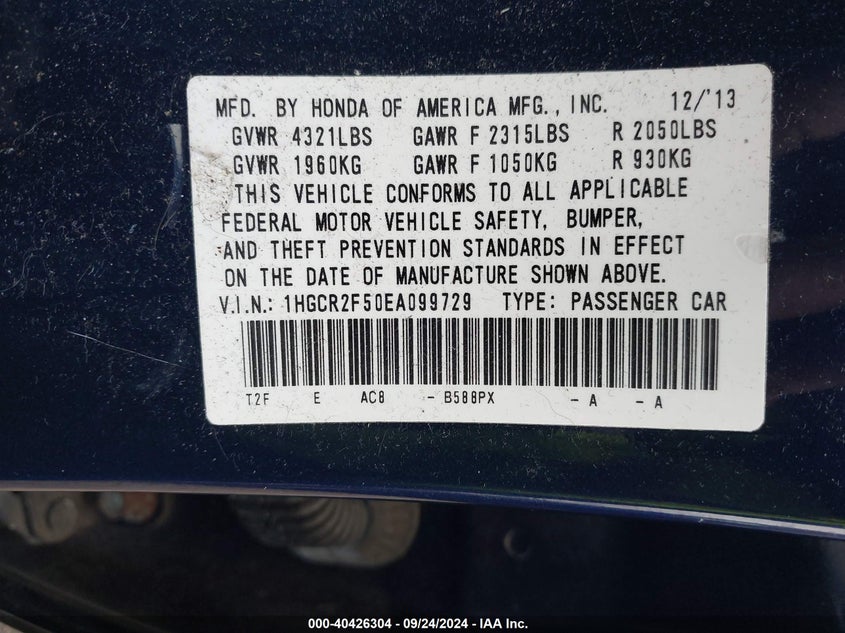 MFD. BY HONDA OF AMERICA MFG., INC. 12/'13
GVWR 4321LBS GAWR F 2315LBS R 2050LBS
GVWR 1960KG GAWR F 1050KG R 930KG
THIS VEHICLE CONFORMS TO ALL APPLICABLE
FEDERAL MOTOR VEHICLE SAFETY, BUMPER,
AND THEFT PREVENTION STANDARDS IN EFFECT
ON THE DATE OF MANUFACTURE SHOWN ABOVE.
V.I.N.: 1HGCR2F50EA099729 TYPE: PASSENGER CAR
T2F E AC8 - B588PX - A - A
000-40426304 - 09/24/2024 - IAA Inc.